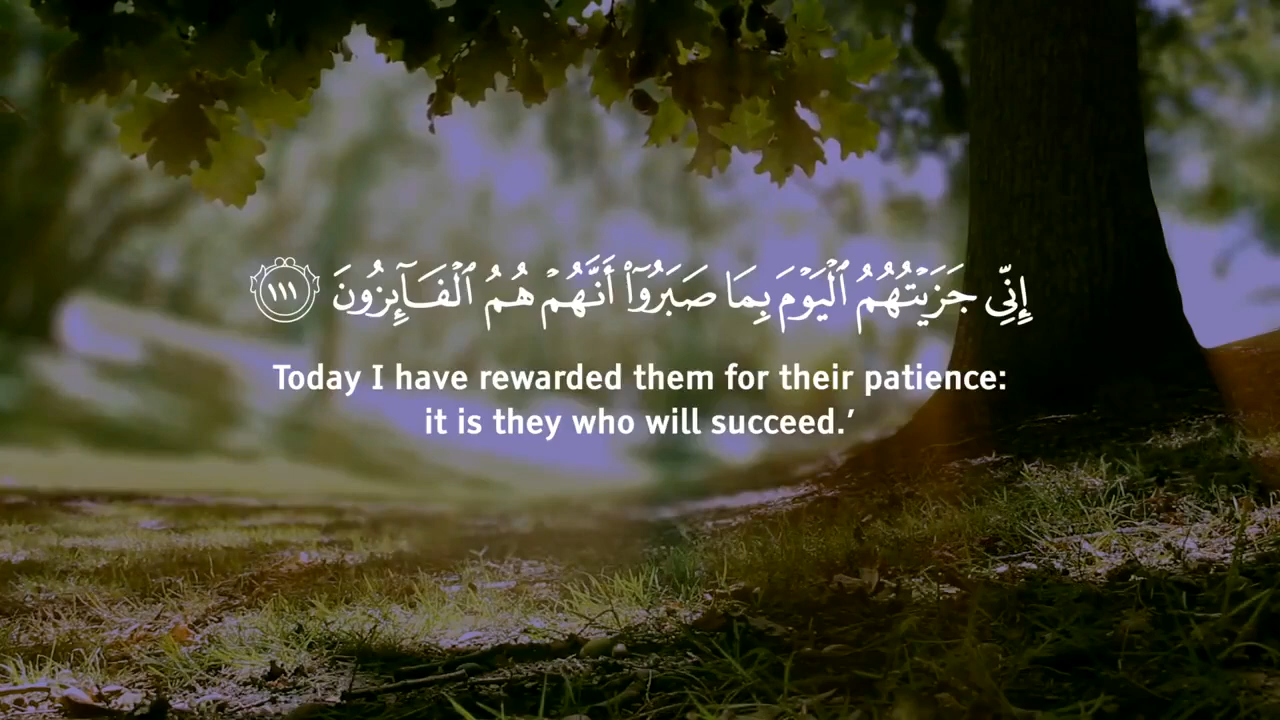 إِنِّى جَزَيْتُهُمُ ٱلْيَوْمَ بِمَا صَبَرُوٓا۟ أَنَّهُمْ هُمُ ٱلْفَآئِزُونَ ١١١
Today I have rewarded them for their patience:
it is they who will succeed.’